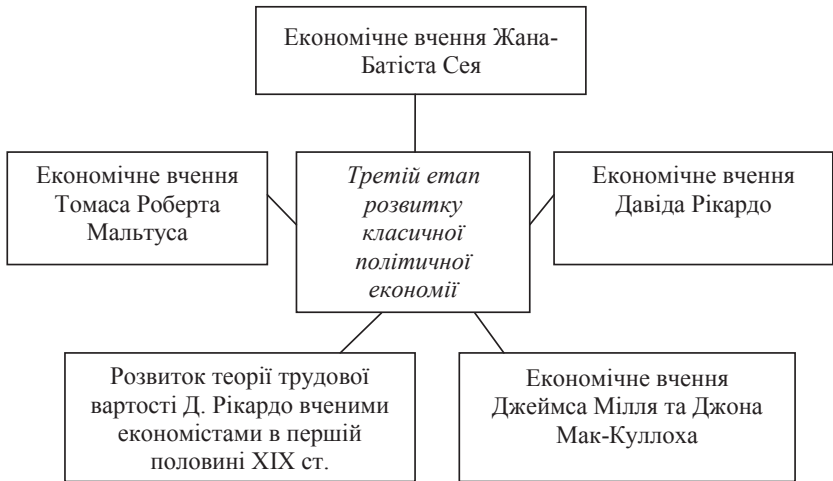 Економічне вчення Жана-
Батіста Сея
Економічне вчення
Томаса Роберта
Мальтуса
Третій етап
розвитку
класичної
політичної
економії
Економічне вчення
Давіда Рікардо
Розвиток теорії трудової
вартості Д. Рікардо вченими
економістами в першій
половині XIX ст.
Економічне вчення
Джеймса Мілля та Джона
Мак-Куллоха